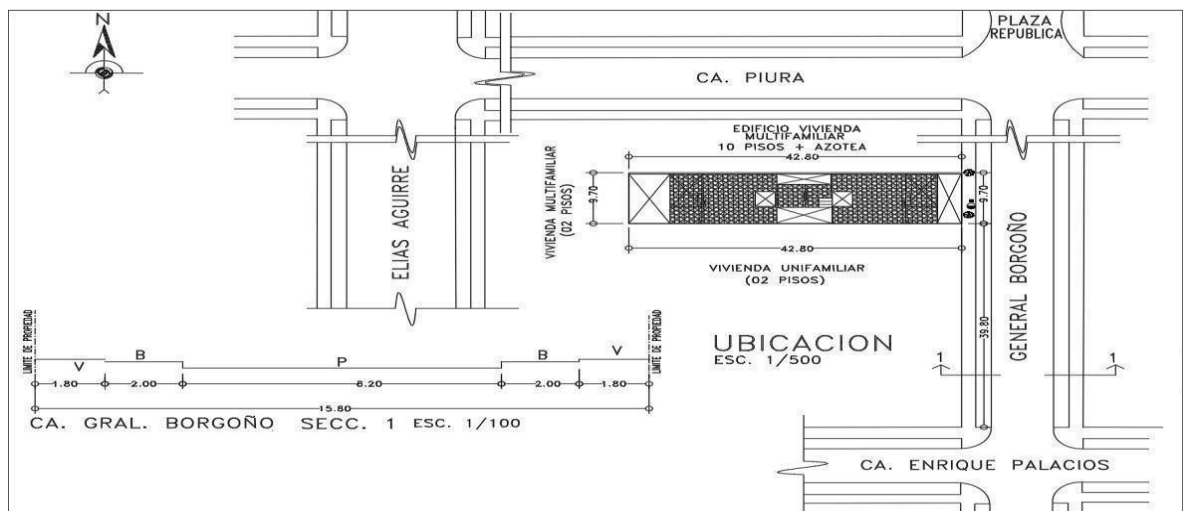 N
PLAZA
REPUBLICA
CA. PIURA
EDIFICIO VIVIENDA
MULTIFAMILIAR
10 PISOS + AZOTEA
42.80
VIVIENDA MULTIFAMILIAR
(02 PISOS)
9.70
9.70
42.80
VIVIENDA UNIFAMILIAR
(02 PISOS)
ELIAS AGUIRRE
GENERAL BORGOÑO
39.80
UBICACION
ESC. 1/500
1
1
LIMITE DE PROPIEDAD
V
B
P
B
V
LIMITE DE PROPIEDAD
1.80
2.00
8.20
2.00
1.80
15.80
CA. GRAL. BORGOÑO SECC. 1 ESC. 1/100
CA. ENRIQUE PALACIOS